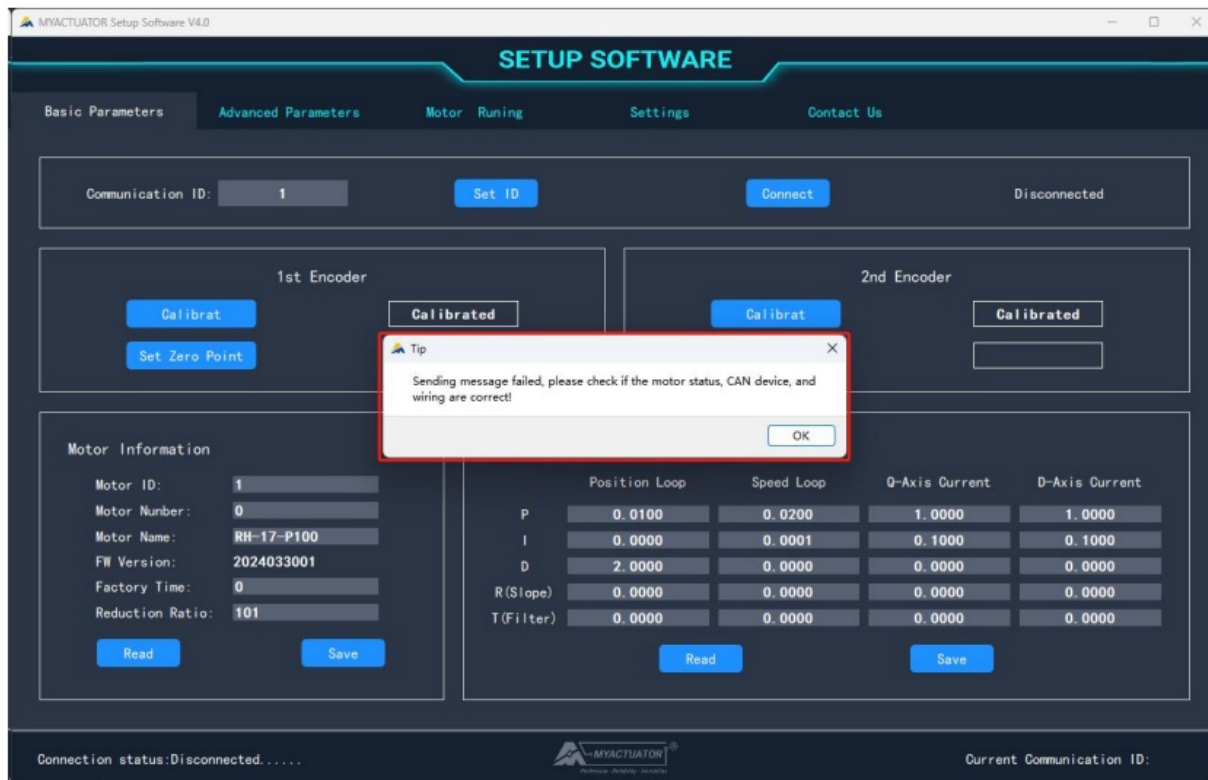 MYACTUATOR Setup Software V4.0
SETUP SOFTWARE
Basic Parameters Advanced Parameters Motor Runing Settings Contact Us
Communication ID: 1 Set ID Connect Disconnected
1st Encoder 2nd Encoder
Calibrat Calibrated Calibrat Calibrated
Set Zero Point
Tip
Sending message failed, please check if the motor status, CAN device, and
wiring are correct!
OK
Motor Information
Motor ID: 1
Motor Nunber: 0
Motor Name: RH-17-P100
FW Version: 2024033001
Factory Time: 0
Reduction Ratio: 101
Read Save
Position Loop Speed Loop Q-Axis Current D-Axis Current
P 0.0100 0.0200 1.0000 1.0000
I 0.0000 0.0001 0.1000 0.1000
D 2.0000 0.0000 0.0000 0.0000
R(Slope) 0.0000 0.0000 0.0000 0.0000
T(Filter) 0.0000 0.0000 0.0000 0.0000
Read Save
Connection status:Disconnected......
MYACTUATOR®
Current Communication ID: